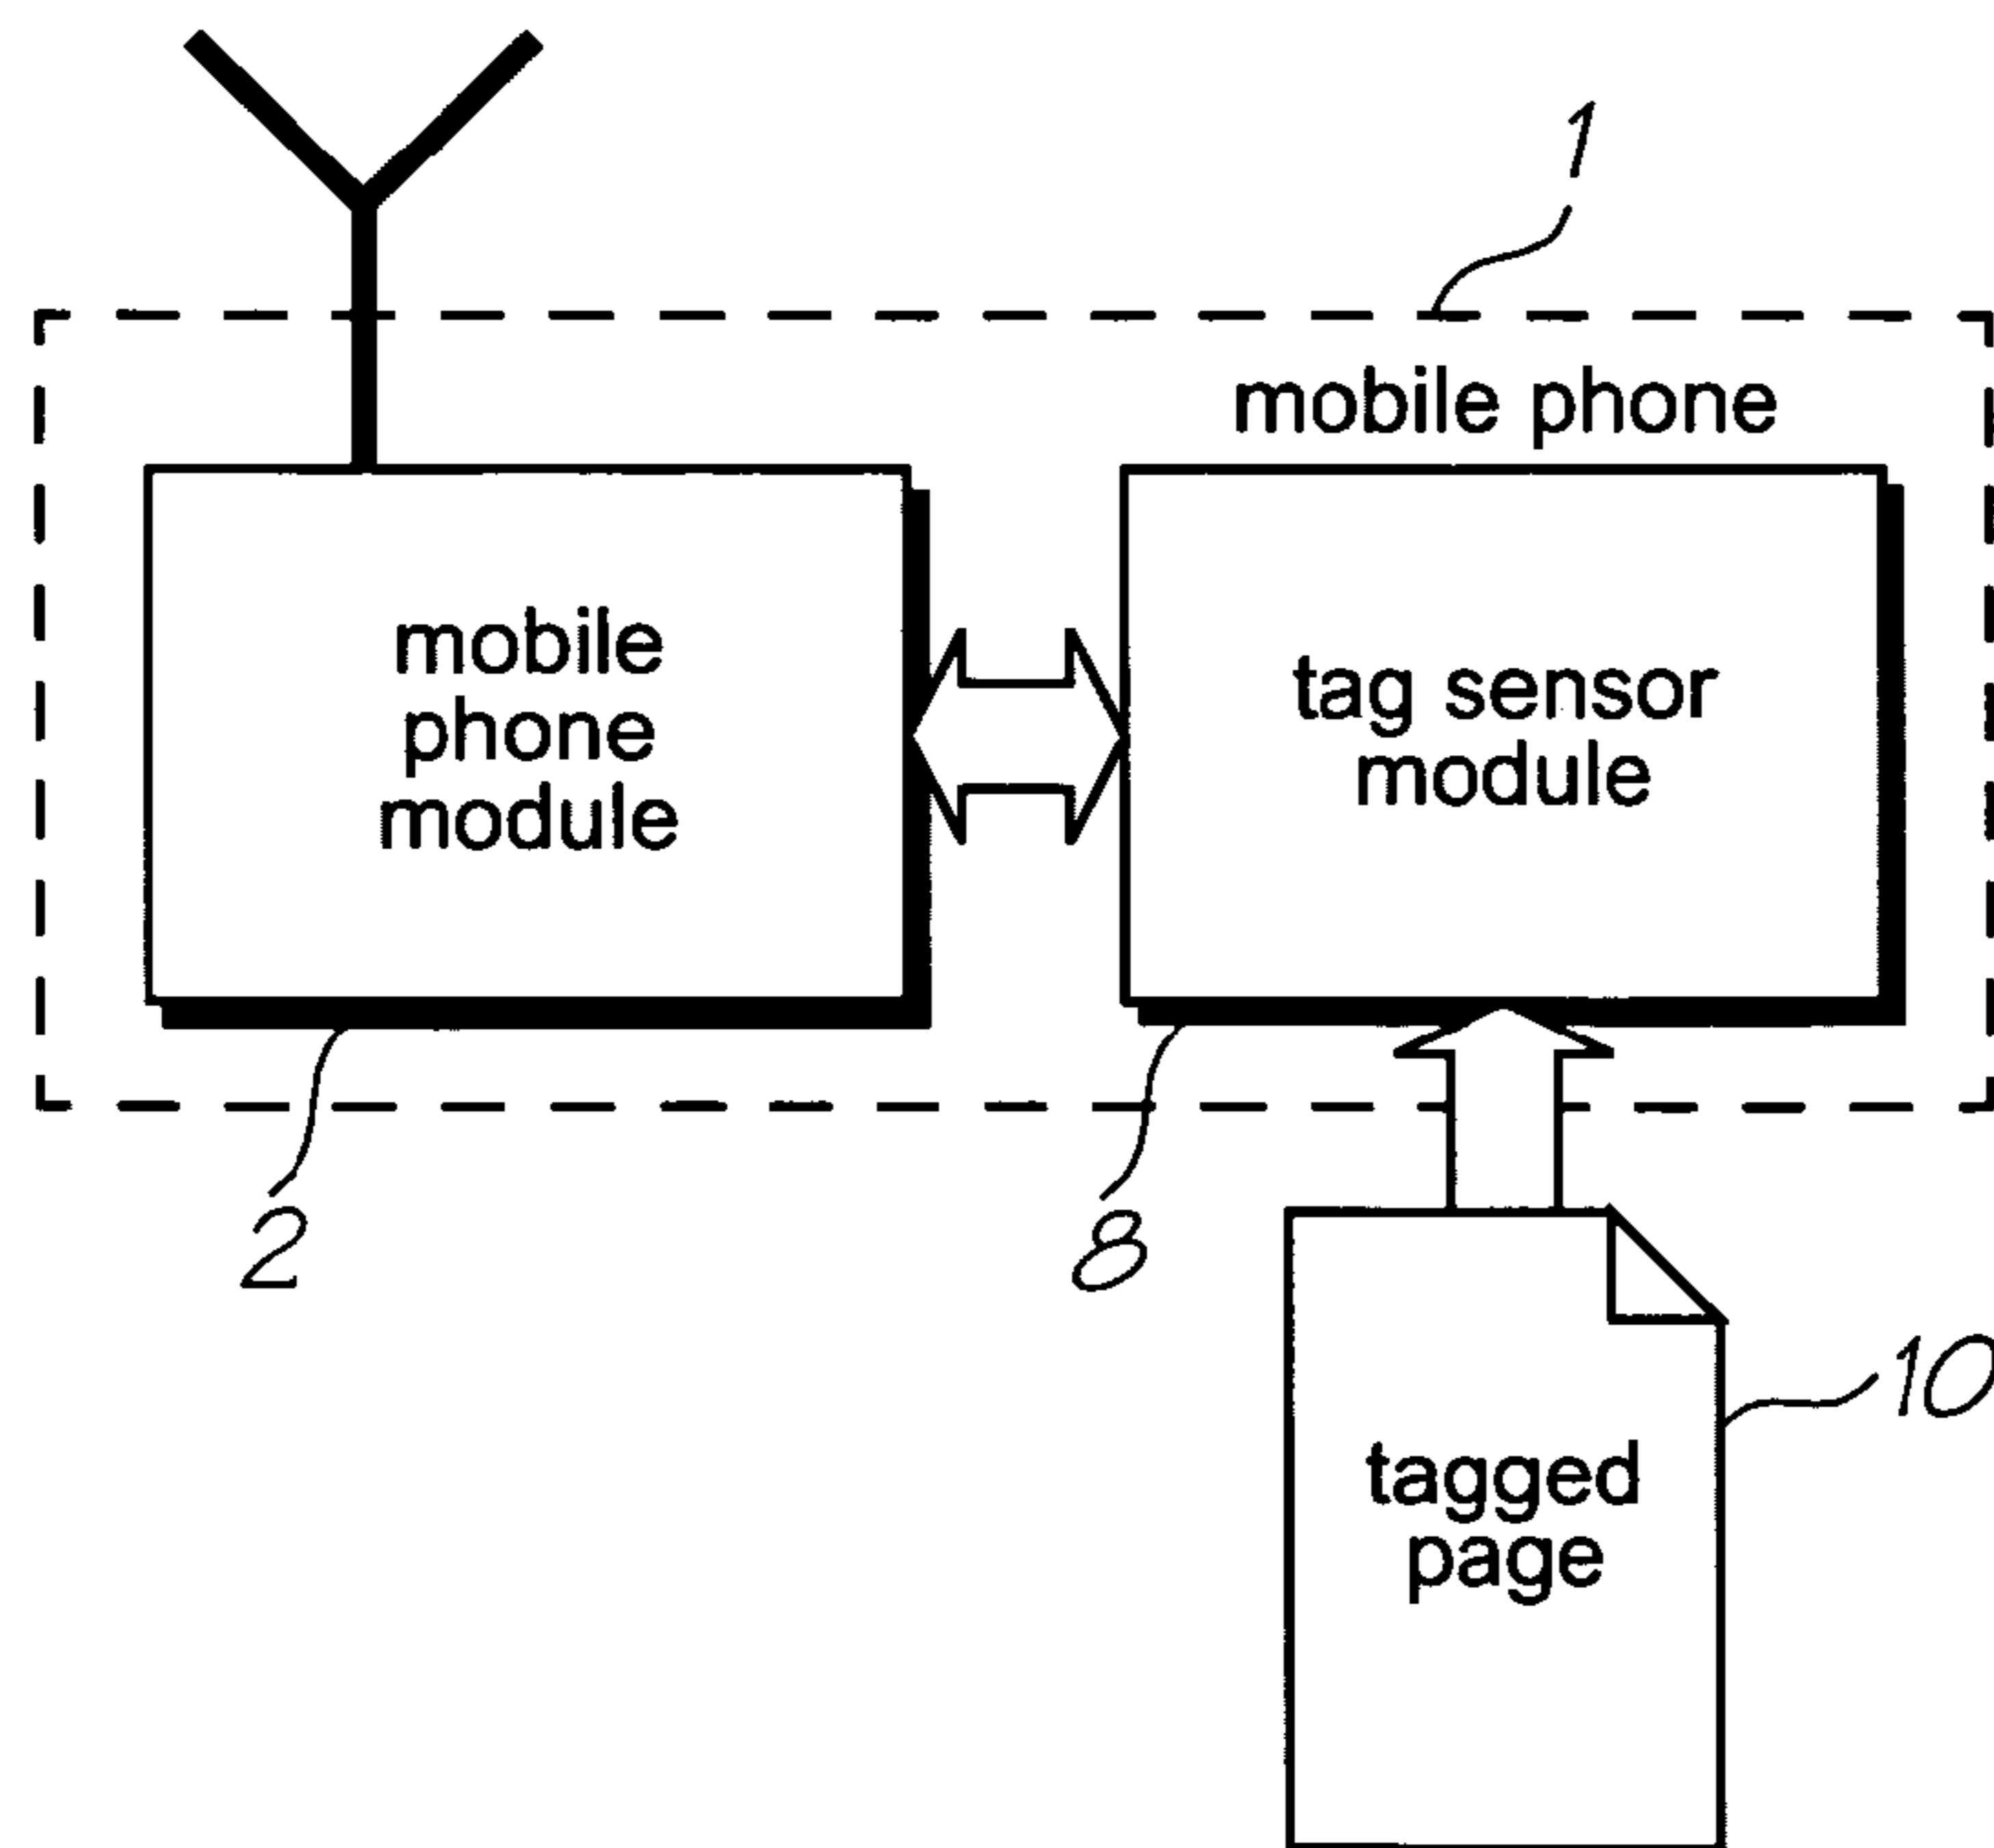 1
mobile phone
mobile
phone
module
tag sensor
module
2
8
10
tagged
page